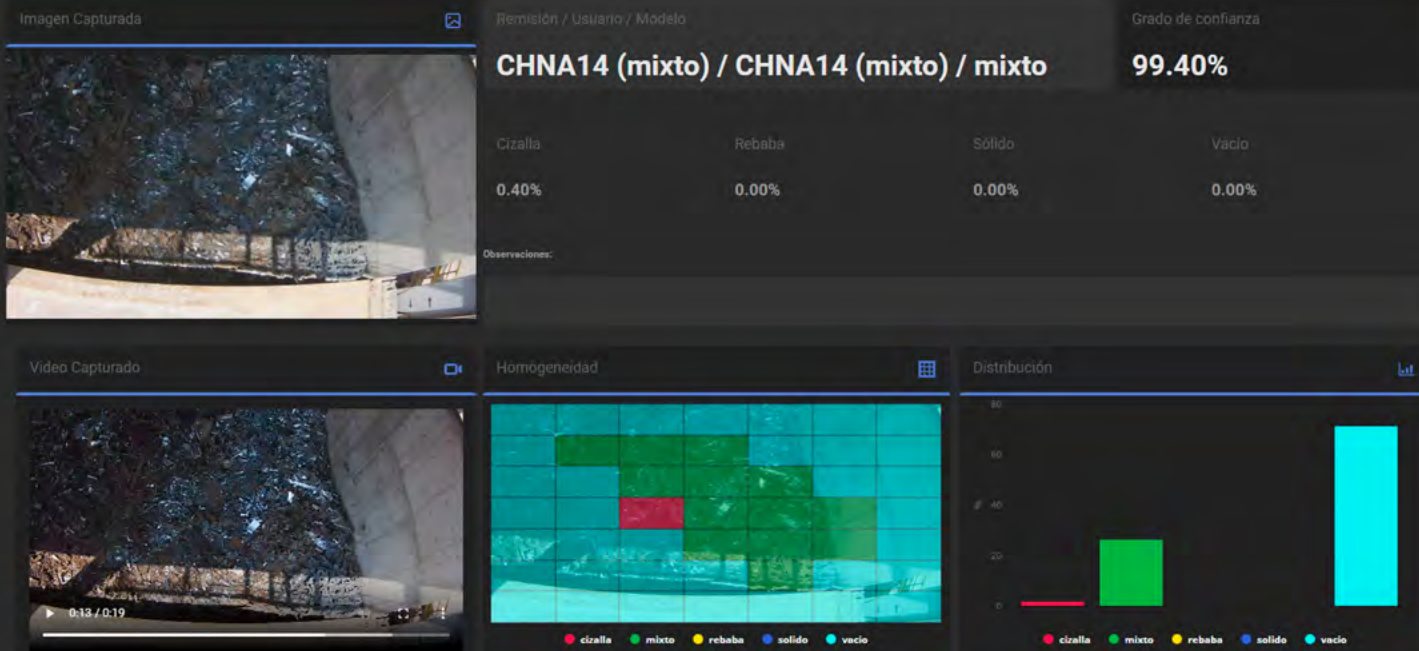 Imagen Capturada
Remisión / Usuario / Modelo
Grado de confianza
CHNA14 (mixto) / CHNA14 (mixto) / mixto
99.40%
Cizalla
Rebaba
Sólido
Vacio
0.40%
0.00%
0.00%
0.00%
Observaciones:
Video Capturado
Homogeneidad
Distribución
0:13 / 0:19
cizalla
mixto
rebaba
solido
vacio
80
60
%
40
20
0
cizalla
mixto
rebaba
solido
vacio